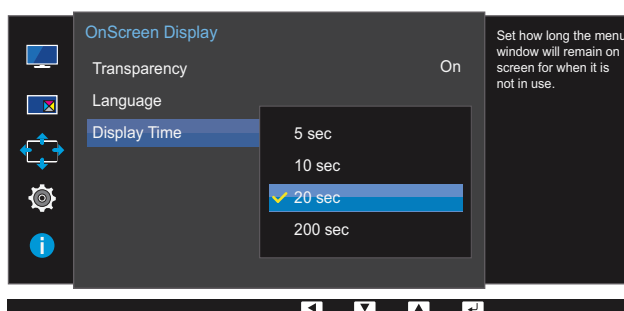 OnScreen Display
Transparency On
Language
Display Time
5 sec
10 sec
20 sec
200 sec
Set how long the menu
window will remain on
screen for when it is
not in use.